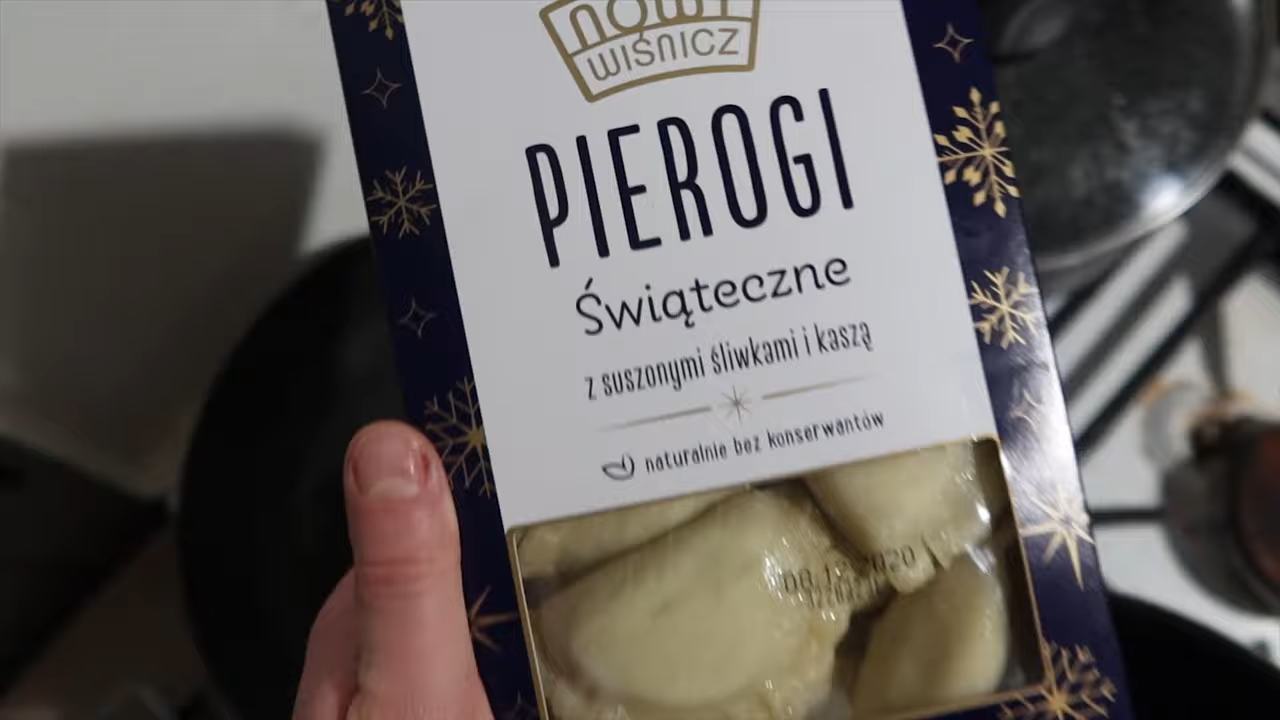 NOWY
WIŚNICZ
PIEROGI
Świąteczne
z suszonymi śliwkami i kaszą
naturalnie bez konserwantów